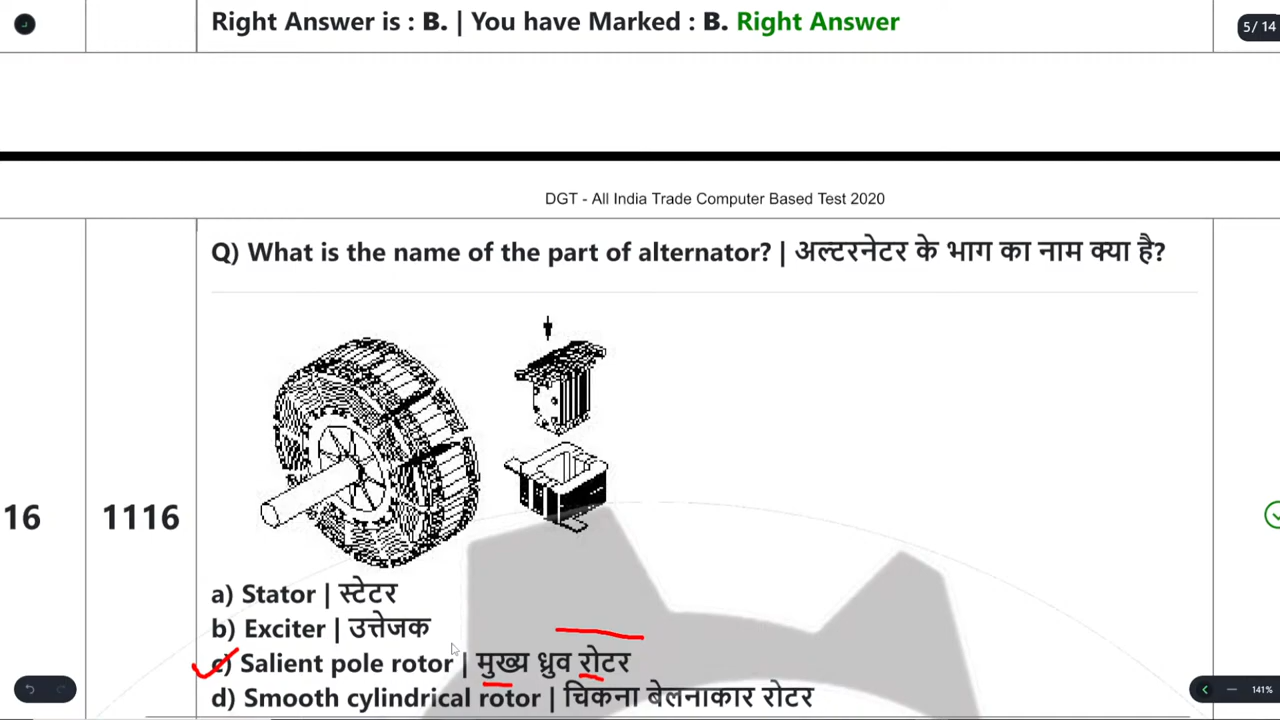 Right Answer is : B. | You have Marked : B. Right Answer
5 / 14
DGT - All India Trade Computer Based Test 2020
Q) What is the name of the part of alternator? | अल्टरनेटर के भाग का नाम क्या है?
16
1116
a) Stator | स्टेटर
b) Exciter | उत्तेजक
c) Salient pole rotor | मुख्य ध्रुव रोटर
d) Smooth cylindrical rotor | चिकना बेलनाकार रोटर
141%